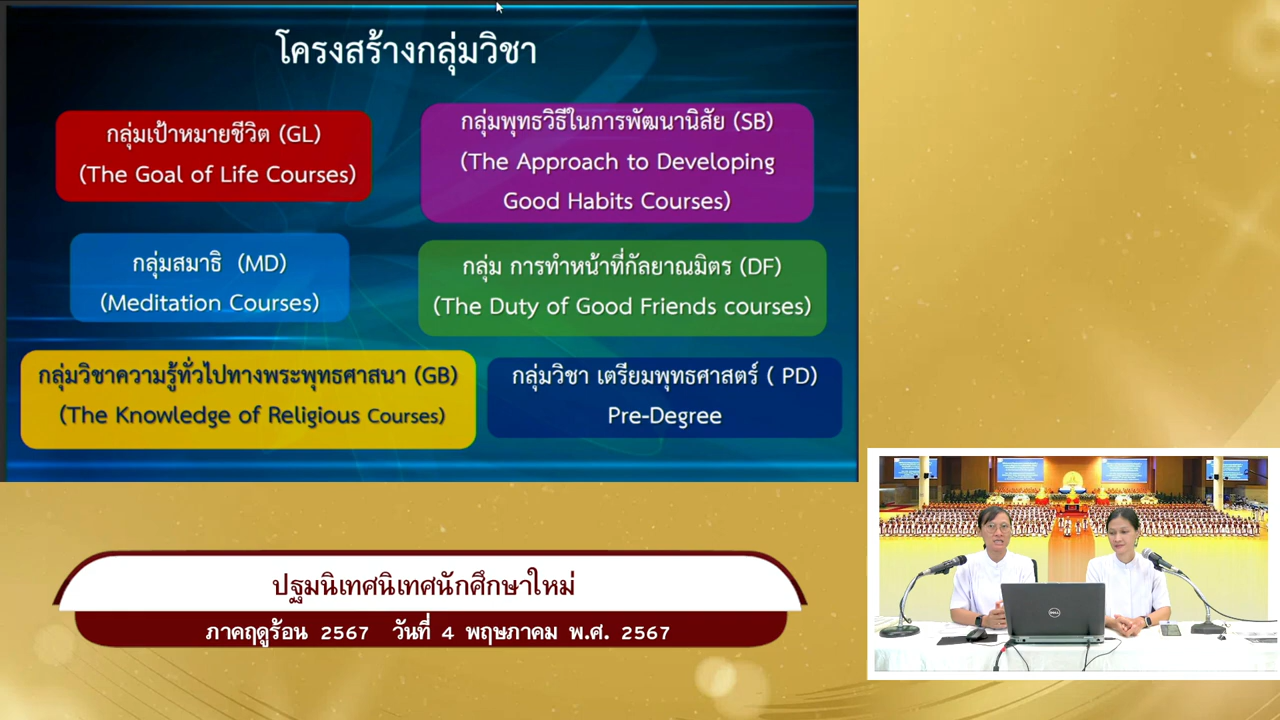 โครงสร้างกลุ่มวิชา
กลุ่มเป้าหมายชีวิต (GL)
(The Goal of Life Courses)
กลุ่มพุทธวิธีในการพัฒนานิสัย (SB)
(The Approach to Developing
Good Habits Courses)
กลุ่มสมาธิ (MD)
(Meditation Courses)
กลุ่ม การทำหน้าที่กัลยาณมิตร (DF)
(The Duty of Good Friends courses)
กลุ่มวิชาความรู้ทั่วไปทางพระพุทธศาสนา (GB)
(The Knowledge of Religious Courses)
กลุ่มวิชา เตรียมพุทธศาสตร์ ( PD)
Pre-Degree
ปฐมนิเทศนิเทศนักศึกษาใหม่
ภาคฤดูร้อน 2567 วันที่ 4 พฤษภาคม พ.ศ. 2567
DELL